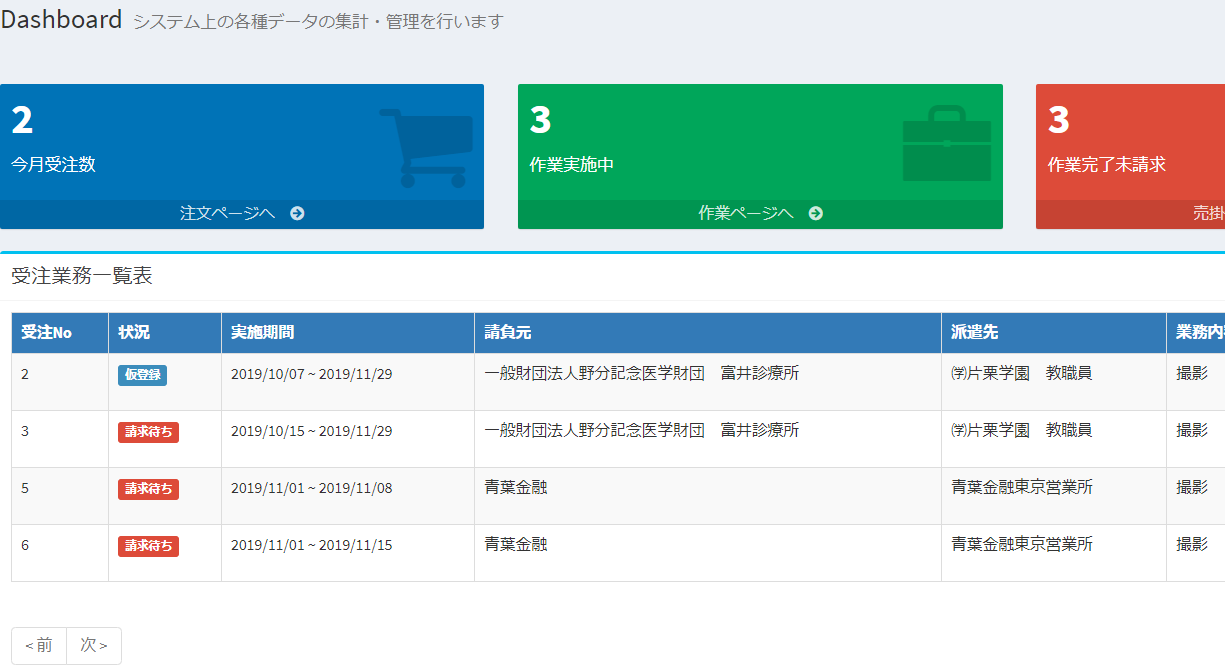 Dashboard システム上の各種データの集計・管理を行います
2
今月受注数
注文ページへ
3
作業実施中
作業ページへ
3
作業完了未請求
売掛
受注業務一覧表
受注No 状況 実施期間 請負元 派遣先 業務内
2 仮登録 2019/10/07 ~ 2019/11/29 一般財団法人野分記念医学財団 富井診療所 ㈻片栗学園 教職員 撮影
3 請求待ち 2019/10/15 ~ 2019/11/29 一般財団法人野分記念医学財団 富井診療所 ㈻片栗学園 教職員 撮影
5 請求待ち 2019/11/01 ~ 2019/11/08 青葉金融 青葉金融東京営業所 撮影
6 請求待ち 2019/11/01 ~ 2019/11/15 青葉金融 青葉金融東京営業所 撮影
<前 次>